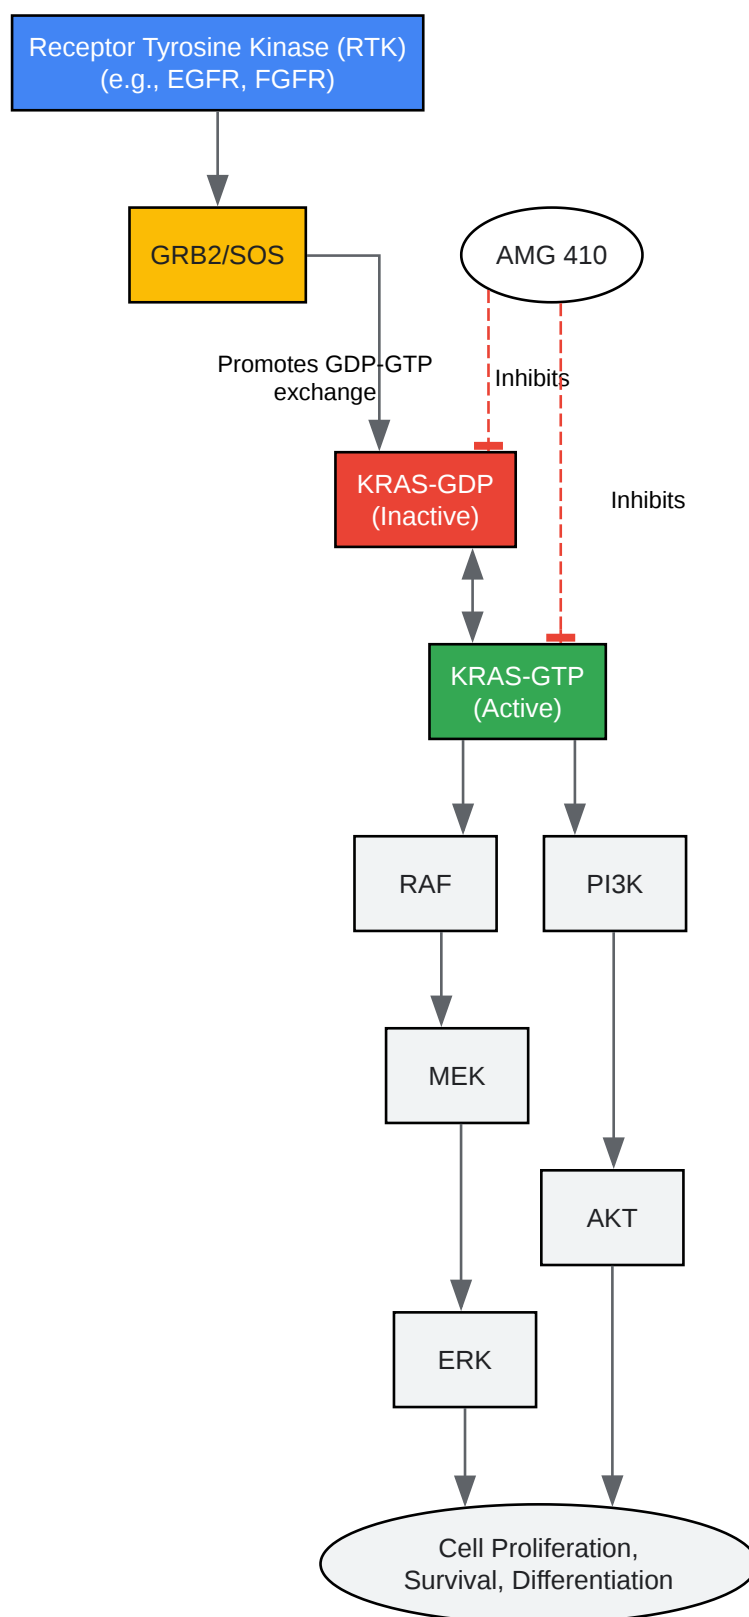 Receptor Tyrosine Kinase (RTK)
(e.g., EGFR, FGFR)
GRB2/SOS
AMG 410
Promotes GDP-GTP
exchange
Inhibits
KRAS-GDP
(Inactive)
Inhibits
KRAS-GTP
(Active)
RAF
PI3K
MEK
AKT
ERK
Cell Proliferation,
Survival, Differentiation